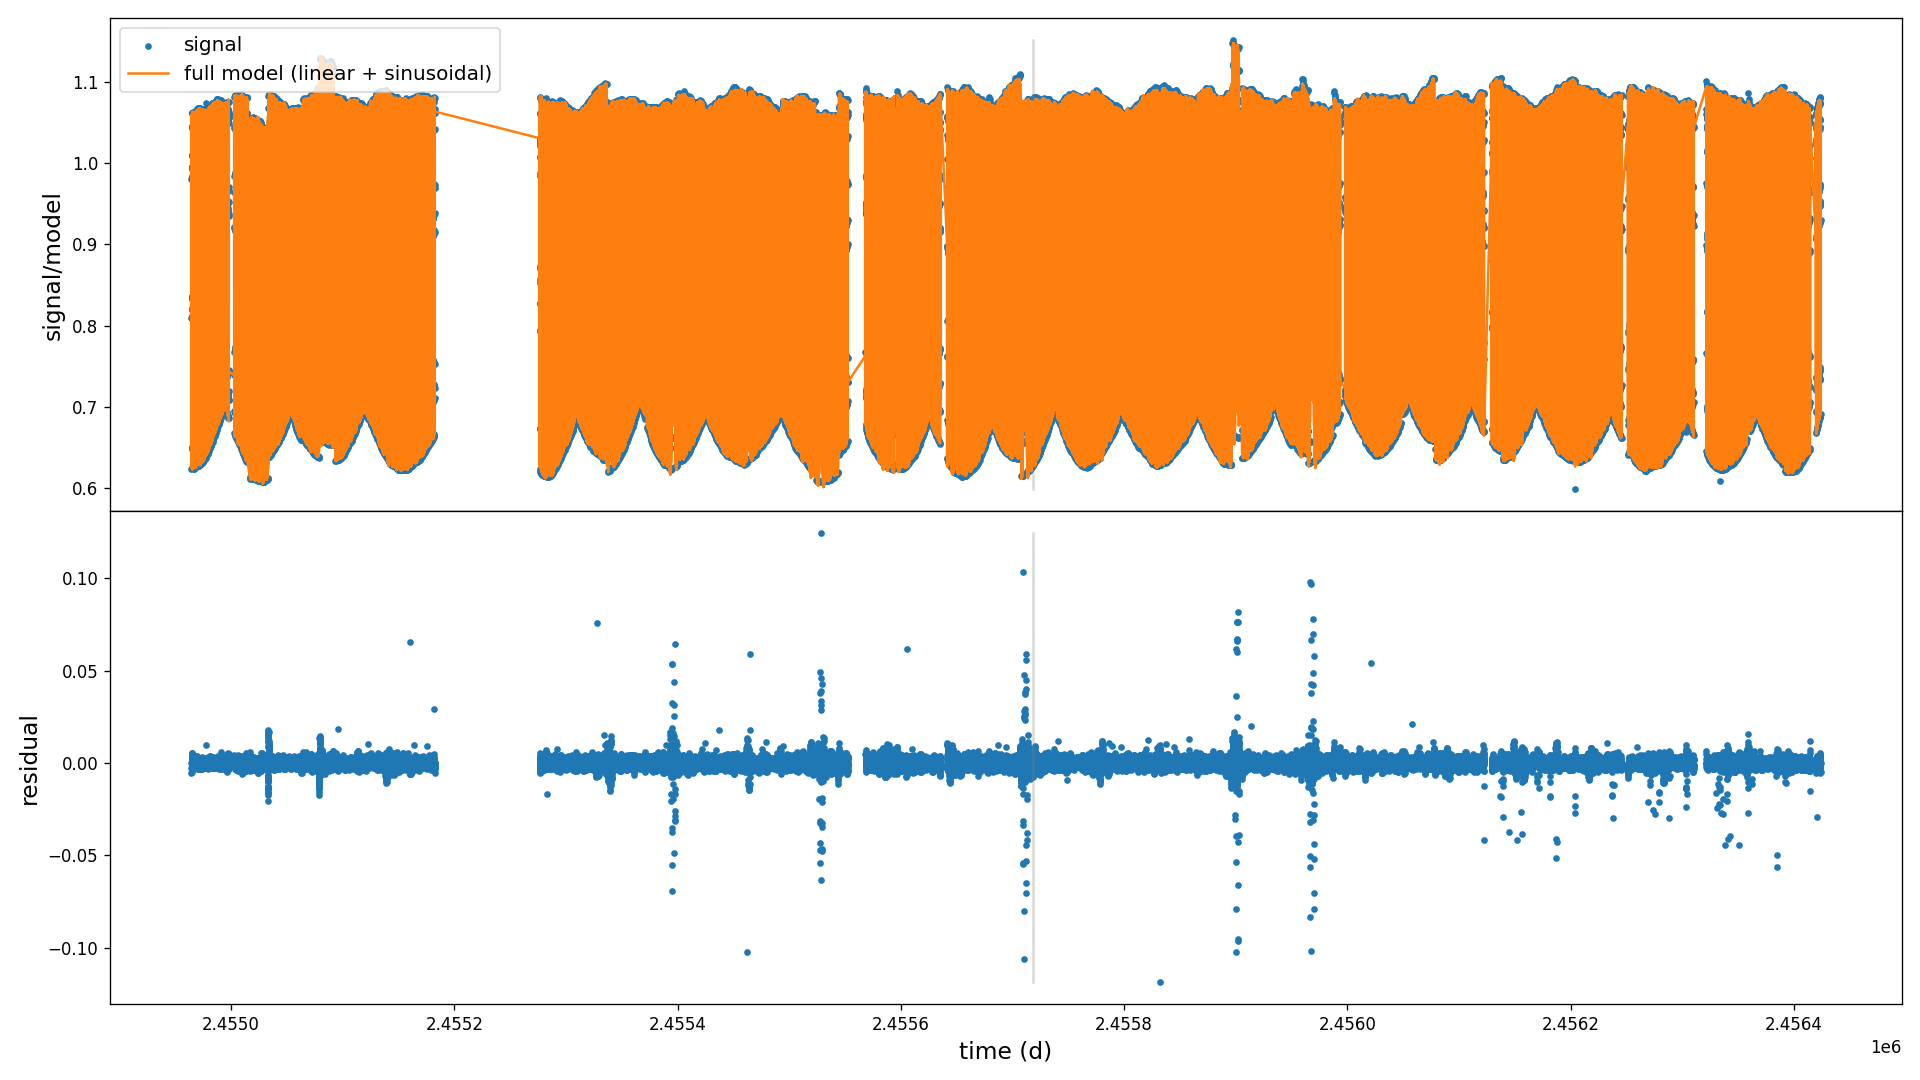 signal
full model (linear + sinusoidal)
signal/model
1.1
1.0
0.9
0.8
0.7
0.6
residual
0.10
0.05
0.00
−0.05
−0.10
2.4550 2.4552 2.4554 2.4556 2.4558 2.4560 2.4562 2.4564
time (d)
1e6